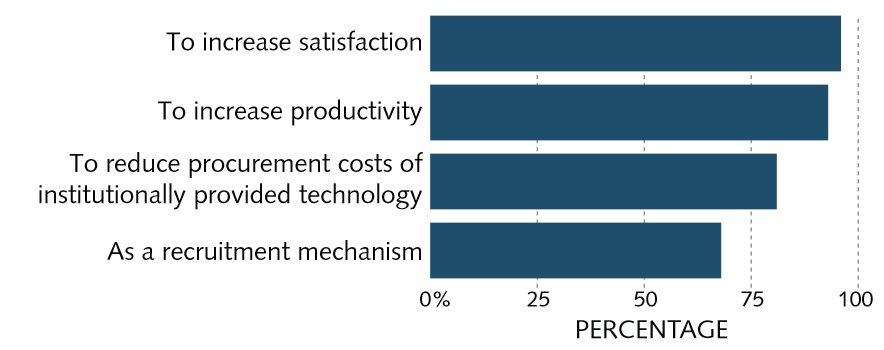 To increase satisfaction
To increase productivity
To reduce procurement costs of
institutionally provided technology
As a recruitment mechanism
0% 25 50 75 100
PERCENTAGE